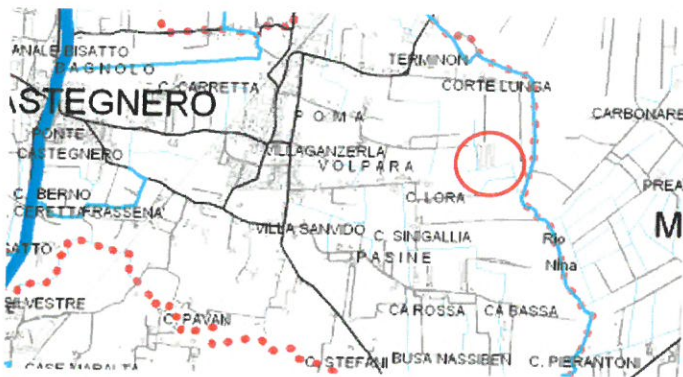 TERMINON
ANALE BISATTO
BAGNOLO
C. CARRETTA
CORTE LUNGA
ASTEGNERO
CARBONARE
POMA
PONTE
CASTEGNERO
VILLAGANZERLA
VOLPARA
PREA
C. BERNO
C. LORA
CERETTA FRASSENA
M
VILLA SANVIDO
C. SINIGALLIA
Rio
Nina
GATTO
PASINE
SILVESTRE
C. PAVAN
CA ROSSA
CA BASSA
C. STEFANI
BUSA NASSIBEN
C. PIERANTONI
CASE MARALTA